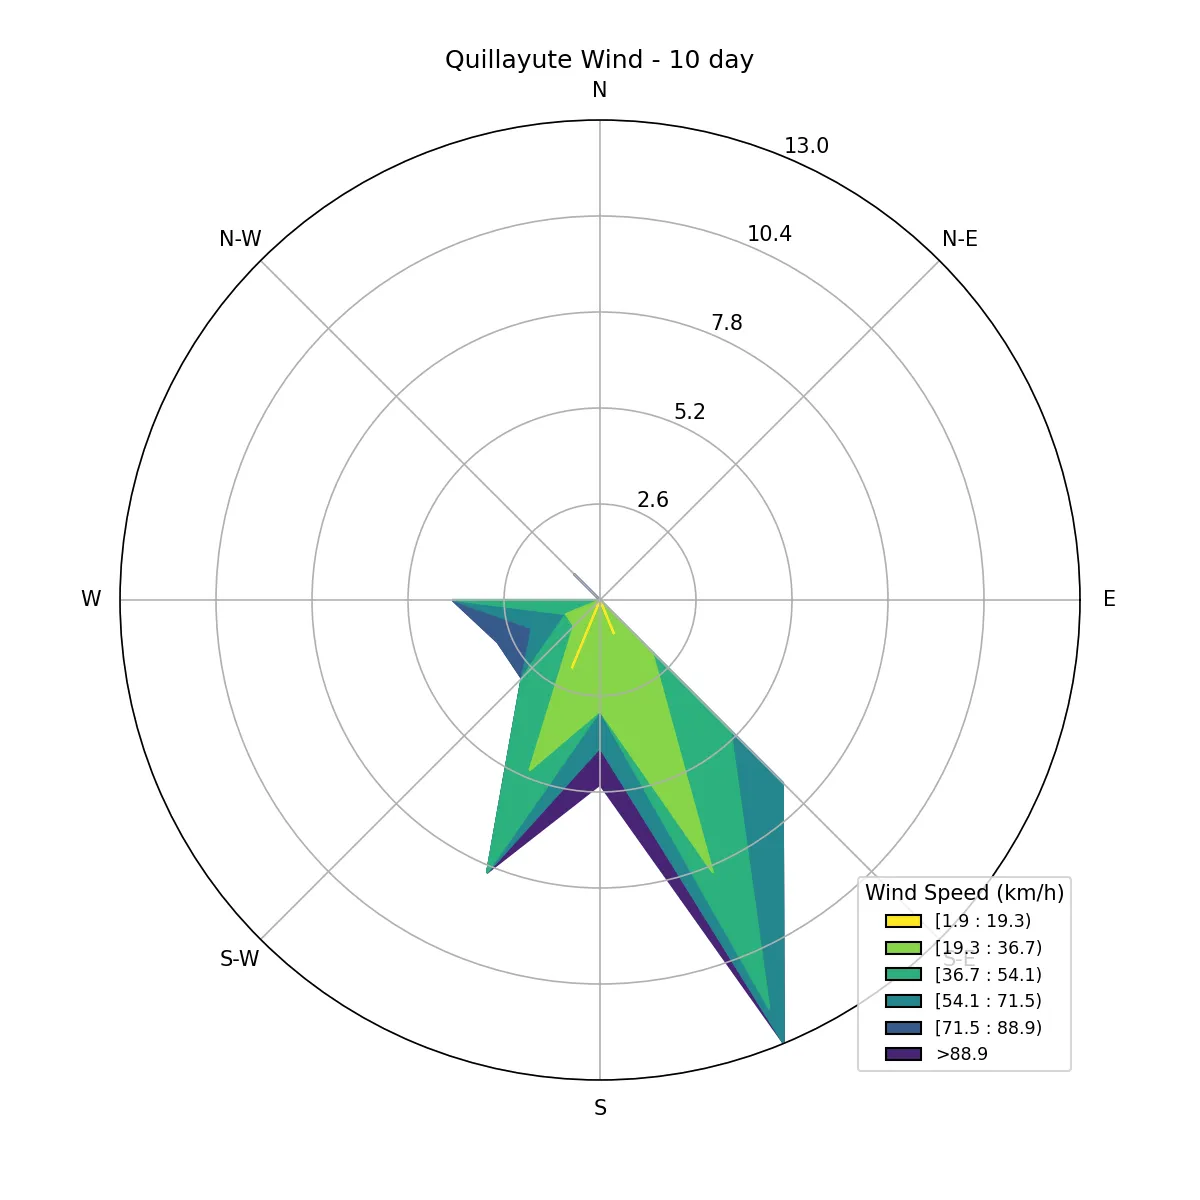 Quillayute Wind - 10 day
N
13.0
10.4
N-W
N-E
7.8
5.2
2.6
W
E
Wind Speed (km/h)
[1.9 : 19.3)
[19.3 : 36.7)
S-W
S-E
[36.7 : 54.1)
[54.1 : 71.5)
[71.5 : 88.9)
>88.9
S